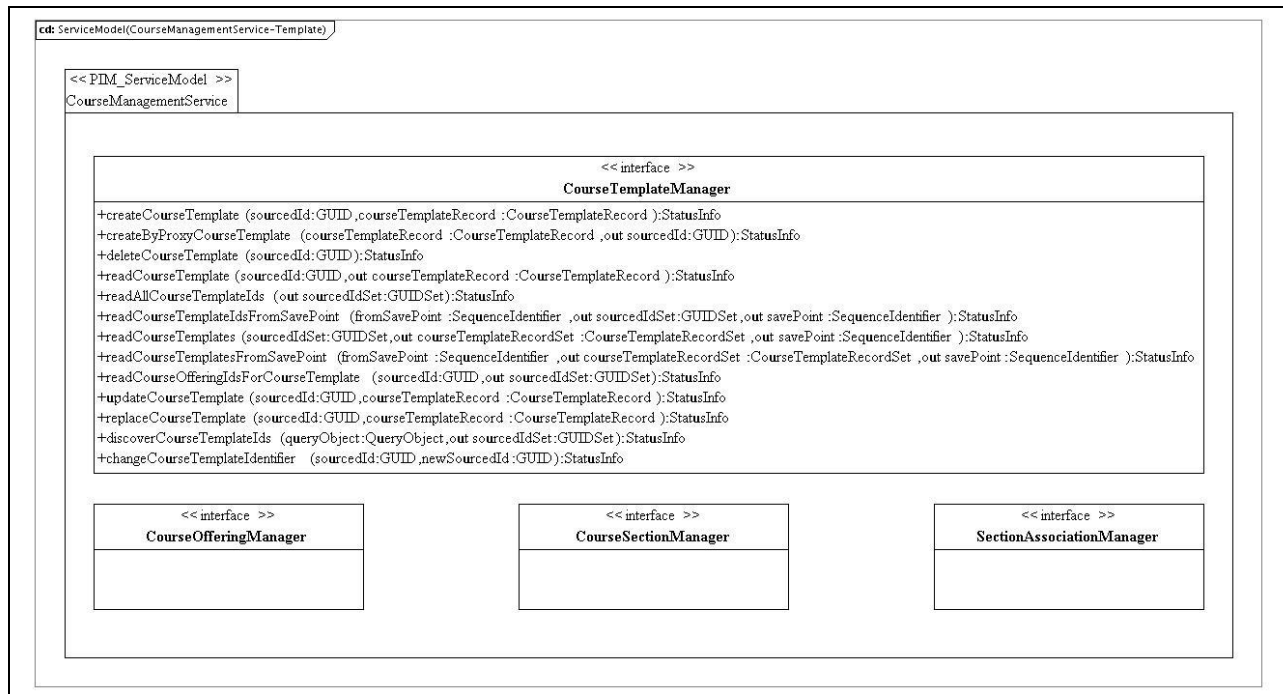 cd: ServiceModel(CourseManagementService-Template)
<< PIM_ServiceModel >>
CourseManagementService
<< interface >>
CourseTemplateManager
+createCourseTemplate (sourcedId:GUID,courseTemplateRecord :CourseTemplateRecord ):StatusInfo
+createByProxyCourseTemplate (courseTemplateRecord :CourseTemplateRecord ,out sourcedId:GUID):StatusInfo
+deleteCourseTemplate (sourcedId:GUID):StatusInfo
+readCourseTemplate (sourcedId:GUID,out courseTemplateRecord :CourseTemplateRecord ):StatusInfo
+readAllCourseTemplateIds (out sourcedIdSet:GUIDSet):StatusInfo
+readCourseTemplateIdsFromSavePoint (fromSavePoint :SequenceIdentifier ,out sourcedIdSet:GUIDSet,out savePoint :SequenceIdentifier ):StatusInfo
+readCourseTemplates (sourcedIdSet:GUIDSet,out courseTemplateRecordSet :CourseTemplateRecordSet ,out savePoint :SequenceIdentifier ):StatusInfo
+readCourseTemplatesFromSavePoint (fromSavePoint :SequenceIdentifier ,out courseTemplateRecordSet :CourseTemplateRecordSet ,out savePoint :SequenceIdentifier ):StatusInfo
+readCourseOfferingIdsForCourseTemplate (sourcedId:GUID,out sourcedIdSet:GUIDSet):StatusInfo
+updateCourseTemplate (sourcedId:GUID,courseTemplateRecord :CourseTemplateRecord ):StatusInfo
+replaceCourseTemplate (sourcedId:GUID,courseTemplateRecord :CourseTemplateRecord ):StatusInfo
+discoverCourseTemplateIds (queryObject:QueryObject,out sourcedIdSet:GUIDSet):StatusInfo
+changeCourseTemplateIdentifier (sourcedId:GUID,newSourcedId:GUID):StatusInfo
<< interface >>
CourseOfferingManager
<< interface >>
CourseSectionManager
<< interface >>
SectionAssociationManager